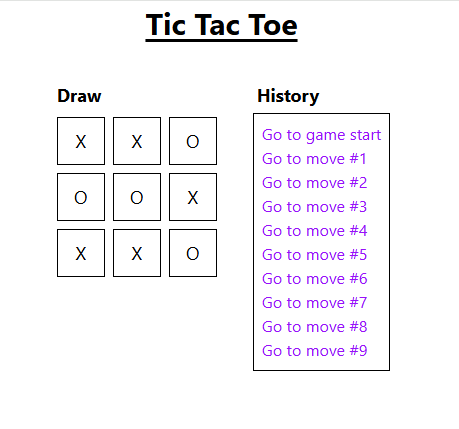 Tic Tac Toe
Draw
X X O
O O X
X X O
History
Go to game start
Go to move #1
Go to move #2
Go to move #3
Go to move #4
Go to move #5
Go to move #6
Go to move #7
Go to move #8
Go to move #9